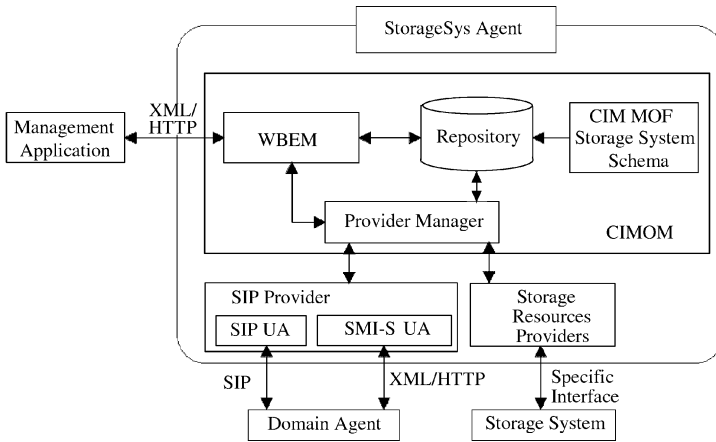 StorageSys Agent
XML/
HTTP
Management
Application
WBEM
Repository
CIM MOF
Storage System
Schema
Provider Manager
CIMOM
SIP Provider
SIP UA
SMI-S UA
Storage
Resources
Providers
SIP
XML/HTTP
Specific
Interface
Domain Agent
Storage System